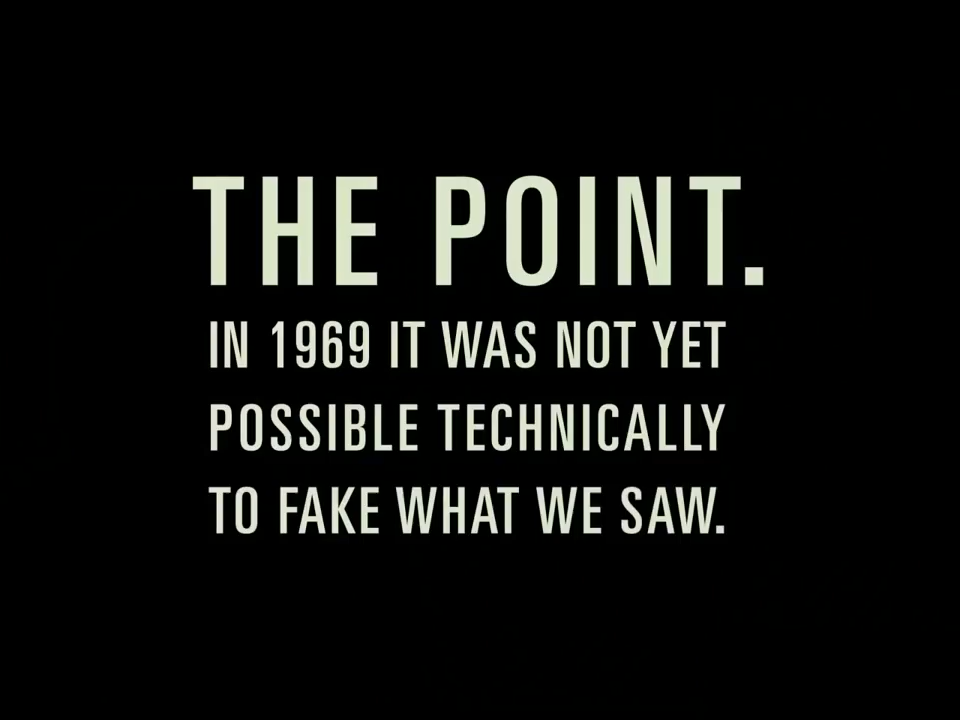 THE POINT.
IN 1969 IT WAS NOT YET
POSSIBLE TECHNICALLY
TO FAKE WHAT WE SAW.